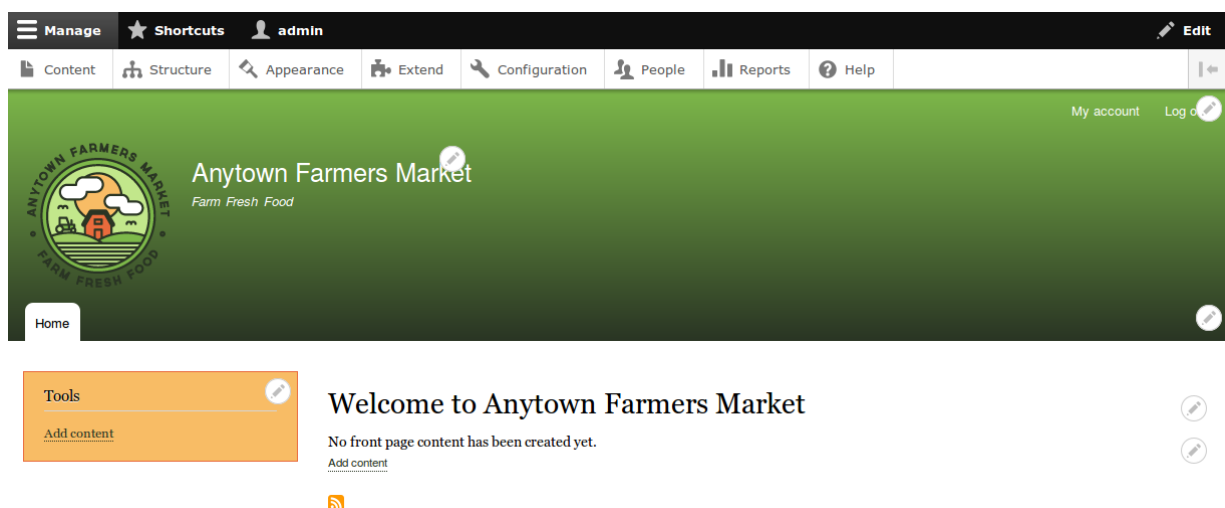 Manage Shortcuts admin Edit
Content Structure Appearance Extend Configuration People Reports Help
My account Log
ANYTOWN FARMERS MARKET
FARM FRESH FOOD
Anytown Farmers Market
Farm Fresh Food
Home
Tools
Add content
Welcome to Anytown Farmers Market
No front page content has been created yet.
Add content